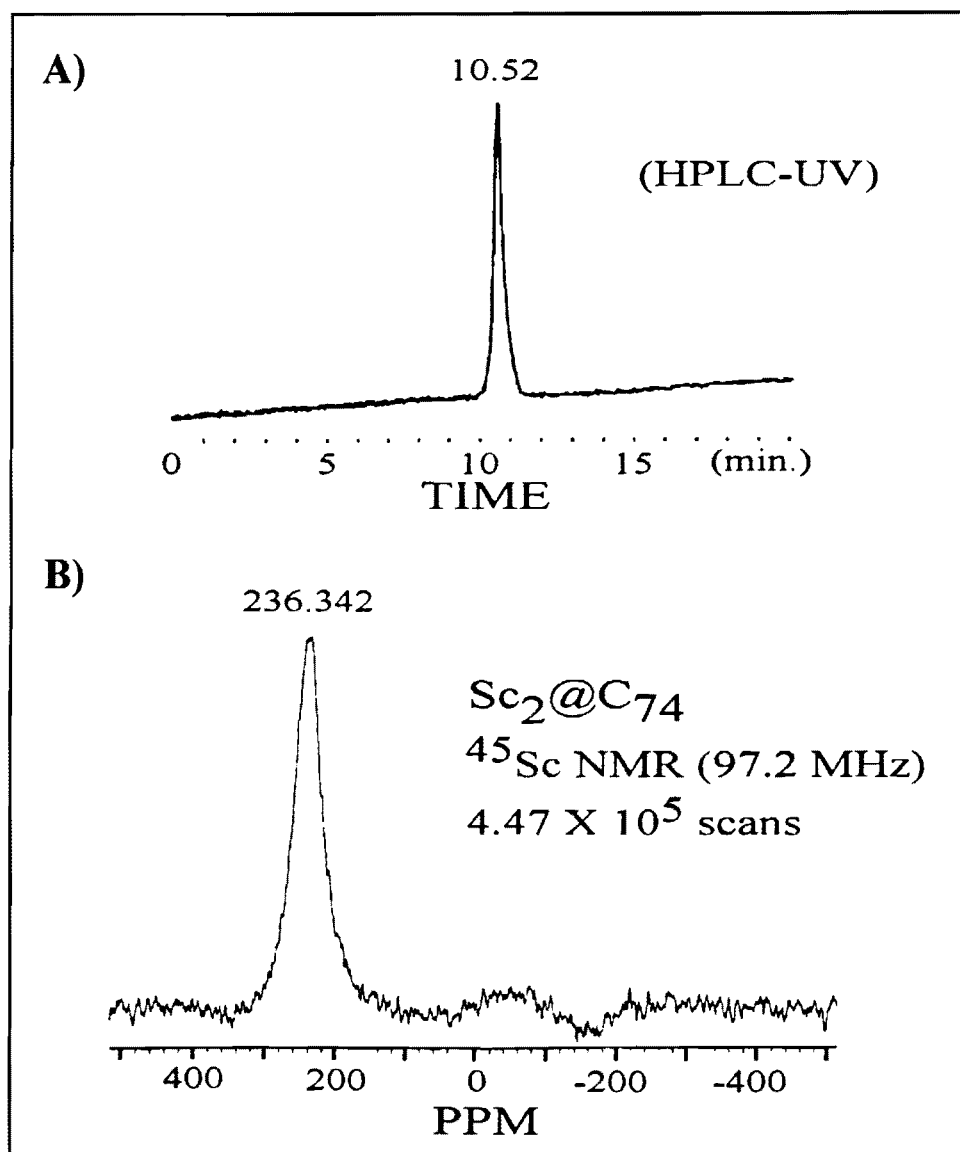 A)
10.52
(HPLC-UV)
0 5 10 15 (min.)
TIME
B)
236.342
Sc₂@C₇₄
⁴⁵Sc NMR (97.2 MHz)
4.47 X 10⁵ scans
400 200 0 -200 -400
PPM